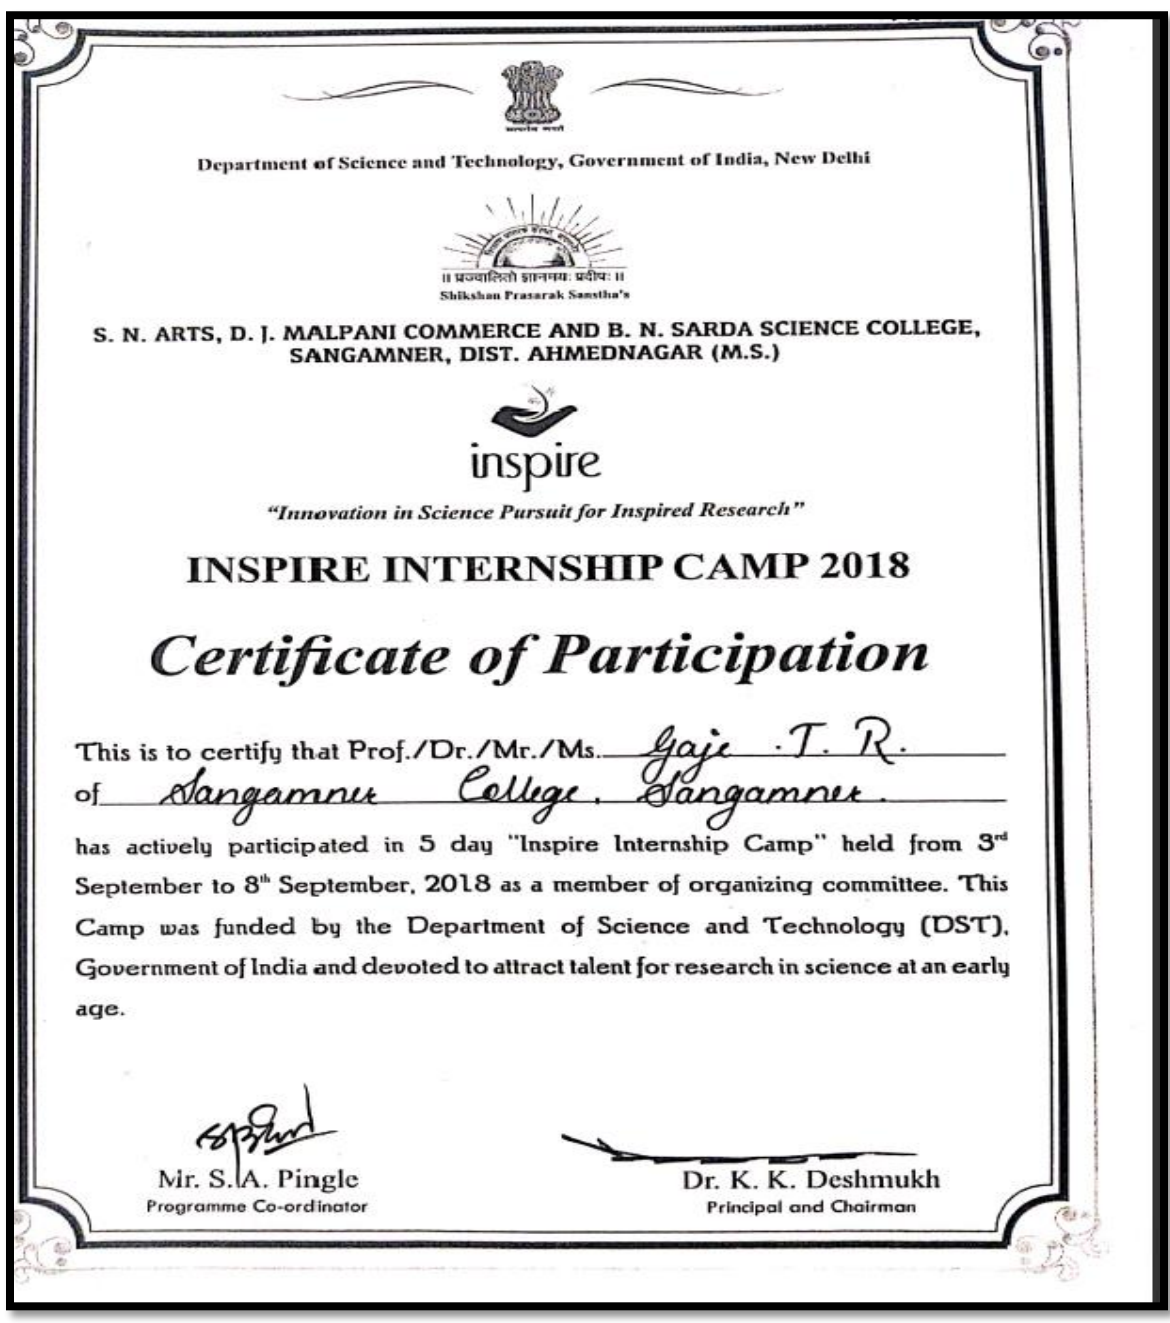 सत्यमेव जयते
Department of Science and Technology, Government of India, New Delhi
॥ प्रज्वालितो ज्ञानमयः प्रदीपः ॥
Shikshan Prasarak Sanstha's
S. N. ARTS, D. J. MALPANI COMMERCE AND B. N. SARDA SCIENCE COLLEGE,
SANGAMNER, DIST. AHMEDNAGAR (M.S.)
inspire
“Innovation in Science Pursuit for Inspired Research”
INSPIRE INTERNSHIP CAMP 2018
Certificate of Participation
This is to certify that Prof./Dr./Mr./Ms. Gaje . T. R.
of Sangamner College, Sangamner.
has actively participated in 5 day "Inspire Internship Camp" held from 3rd
September to 8th September, 2018 as a member of organizing committee. This
Camp was funded by the Department of Science and Technology (DST),
Government of India and devoted to attract talent for research in science at an early
age.
Mr. S. A. Pingle
Programme Co-ordinator
Dr. K. K. Deshmukh
Principal and Chairman